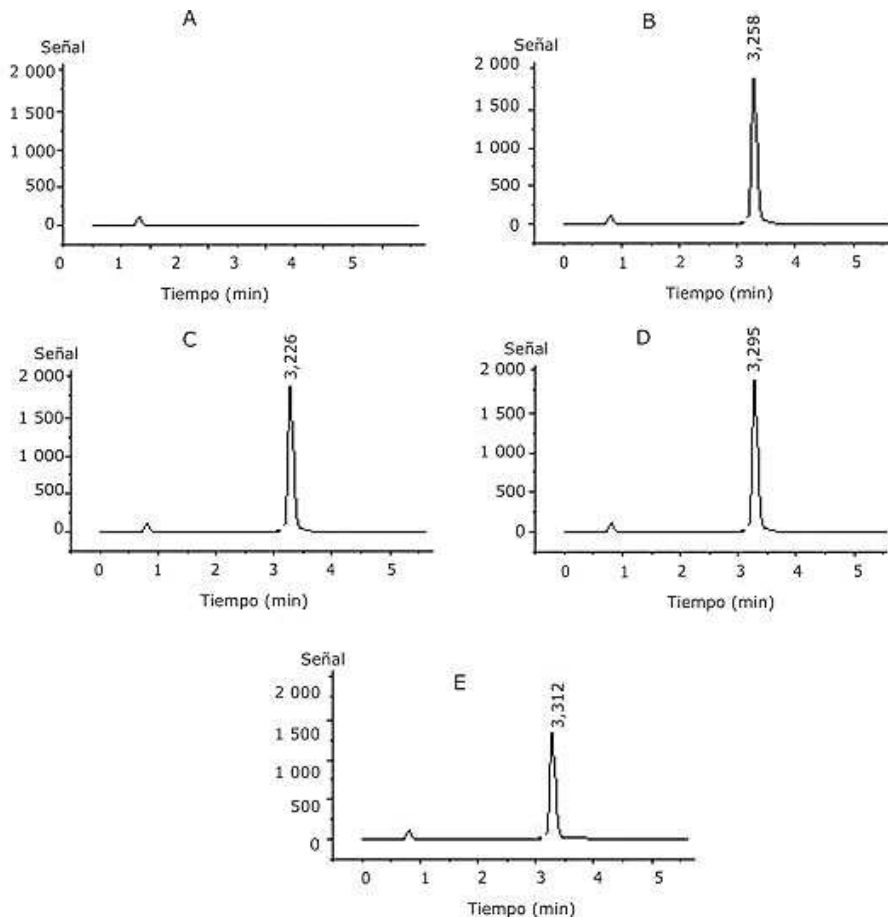 A
Señal
2 000
1 500
1 000
500
0
0 1 2 3 4 5
Tiempo (min)
B
Señal
3,258
2 000
1 500
1 000
500
0
0 1 2 3 4 5
Tiempo (min)
C
Señal
3,226
2 000
1 500
1 000
500
0
0 1 2 3 4 5
Tiempo (min)
D
Señal
3,295
2 000
1 500
1 000
500
0
0 1 2 3 4 5
Tiempo (min)
E
Señal
3,312
2 000
1 500
1 000
500
0
0 1 2 3 4 5
Tiempo (min)